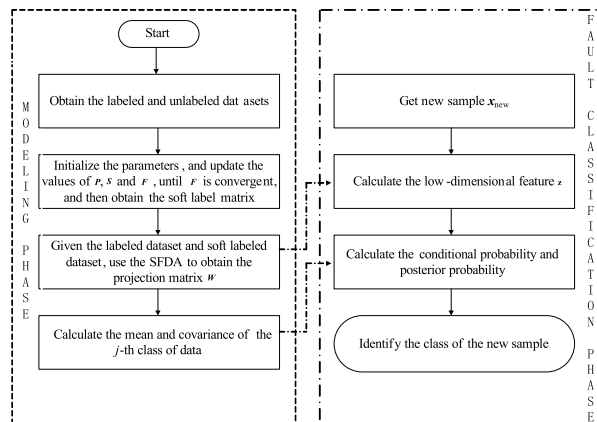 Start
Obtain the labeled and unlabeled dat asets
Initialize the parameters, and update the
values of P, S and F, until F is convergent,
and then obtain the soft label matrix
Given the labeled dataset and soft labeled
dataset, use the SFDA to obtain the
projection matrix W
Calculate the mean and covariance of the
j-th class of data
MODELING PHASE
Get new sample xnew
Calculate the low-dimensional feature z
Calculate the conditional probability and
posterior probability
Identify the class of the new sample
FAULT CLASSIFICATION PHASE